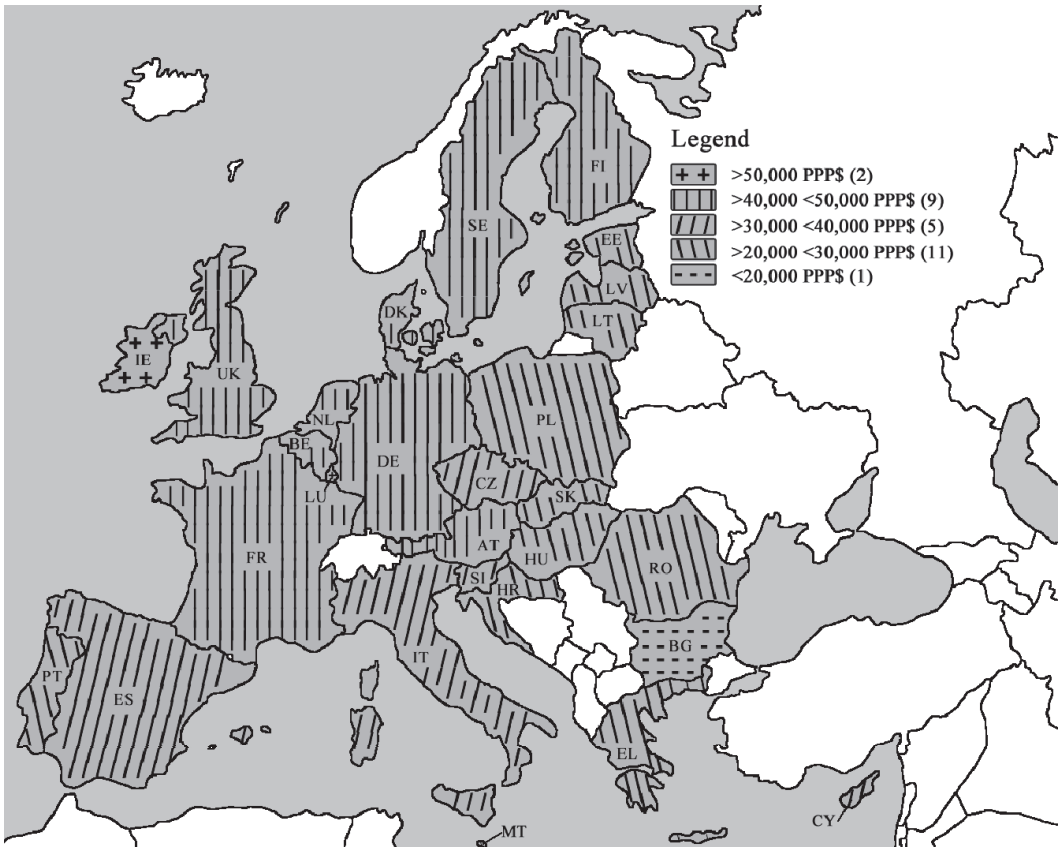 Legend
>50,000 PPP$ (2)
>40,000 <50,000 PPP$ (9)
>30,000 <40,000 PPP$ (5)
>20,000 <30,000 PPP$ (11)
<20,000 PPP$ (1)
FI
SE
EE
LV
LT
DK
IE
UK
NL
BE
DE
PL
LU
CZ
SK
FR
AT
HU
RO
SI
HR
BG
IT
PT
ES
EL
CY
MT